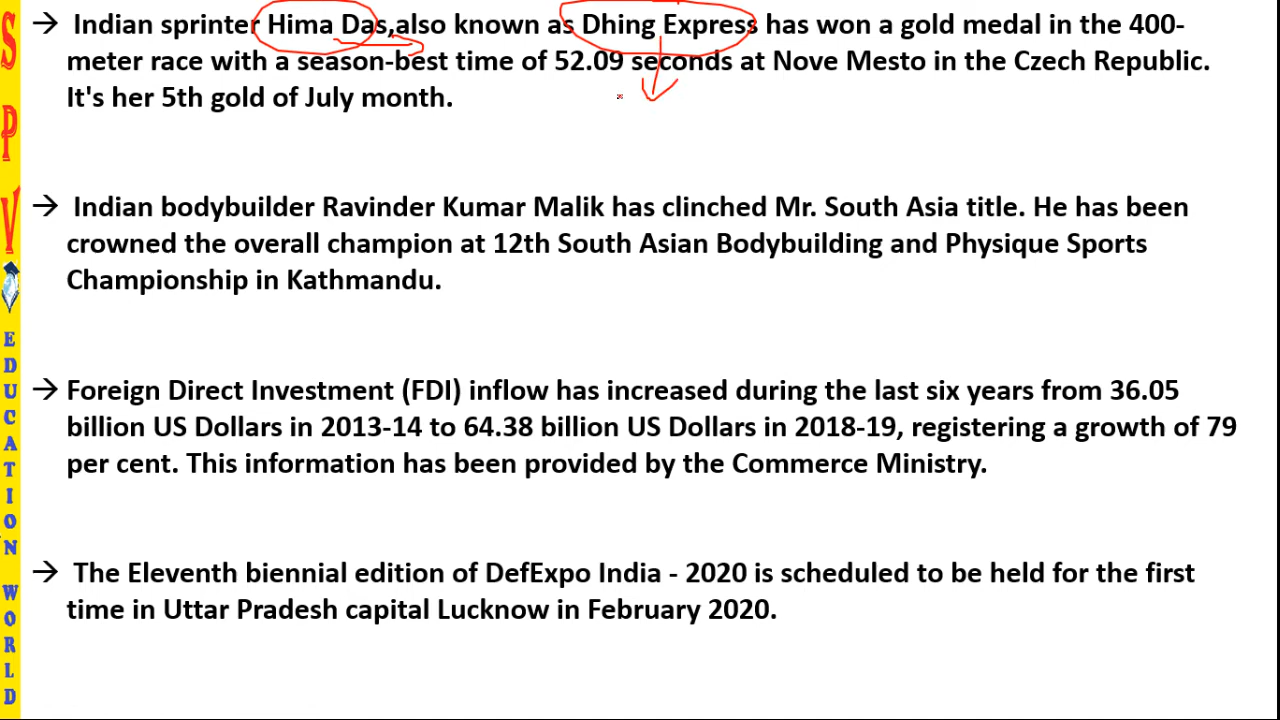 → Indian sprinter Hima Das,also known as Dhing Express has won a gold medal in the 400-
meter race with a season-best time of 52.09 seconds at Nove Mesto in the Czech Republic.
It's her 5th gold of July month.
→ Indian bodybuilder Ravinder Kumar Malik has clinched Mr. South Asia title. He has been
crowned the overall champion at 12th South Asian Bodybuilding and Physique Sports
Championship in Kathmandu.
→ Foreign Direct Investment (FDI) inflow has increased during the last six years from 36.05
billion US Dollars in 2013-14 to 64.38 billion US Dollars in 2018-19, registering a growth of 79
per cent. This information has been provided by the Commerce Ministry.
→ The Eleventh biennial edition of DefExpo India - 2020 is scheduled to be held for the first
time in Uttar Pradesh capital Lucknow in February 2020.
SPV
EDUCATION
WORLD